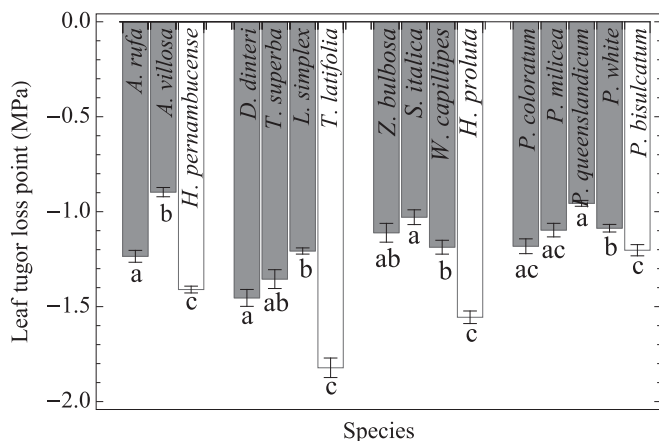 0.0
−0.5
−1.0
−1.5
−2.0
Leaf tugor loss point (MPa)
A. rufa
A. villosa
H. pernambucense
D. dinteri
T. superba
L. simplex
T. latifolia
Z. bulbosa
S. italica
W. capillipes
H. proluta
P. coloratum
P. milicea
P. queenslandicum
P. white
P. bisulcatum
a
b
c
a
ab
b
c
ab
a
b
c
ac
ac
a
b
c
Species